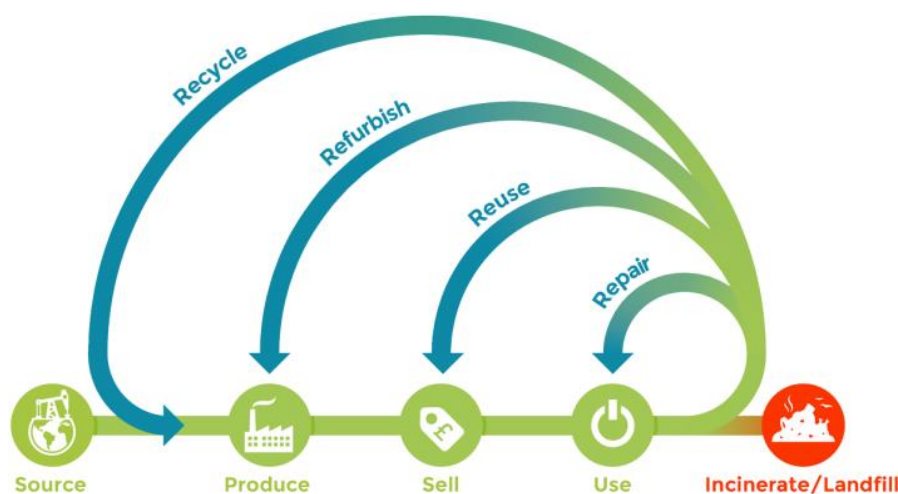 Recycle
Refurbish
Reuse
Repair
£
Source
Produce
Sell
Use
Incinerate/Landfill